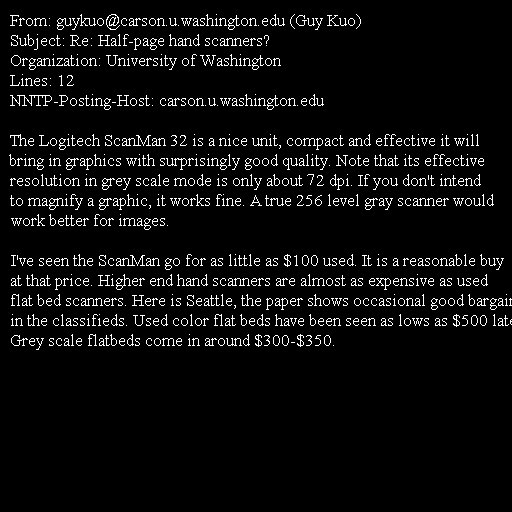 From: guykuo@carson.u.washington.edu (Guy Kuo)
Subject: Re: Half-page hand scanners?
Organization: University of Washington
Lines: 12
NNTP-Posting-Host: carson.u.washington.edu

The Logitech ScanMan 32 is a nice unit, compact and effective it will
bring in graphics with surprisingly good quality. Note that its effective
resolution in grey scale mode is only about 72 dpi. If you don't intend
to magnify a graphic, it works fine. A true 256 level gray scanner would
work better for images.

I've seen the ScanMan go for as little as $100 used. It is a reasonable buy
at that price. Higher end hand scanners are almost as expensive as used
flat bed scanners. Here is Seattle, the paper shows occasional good
in the classifieds. Used color flat beds have been seen as lows as $500
Grey scale flatbeds come in around $300-$350.